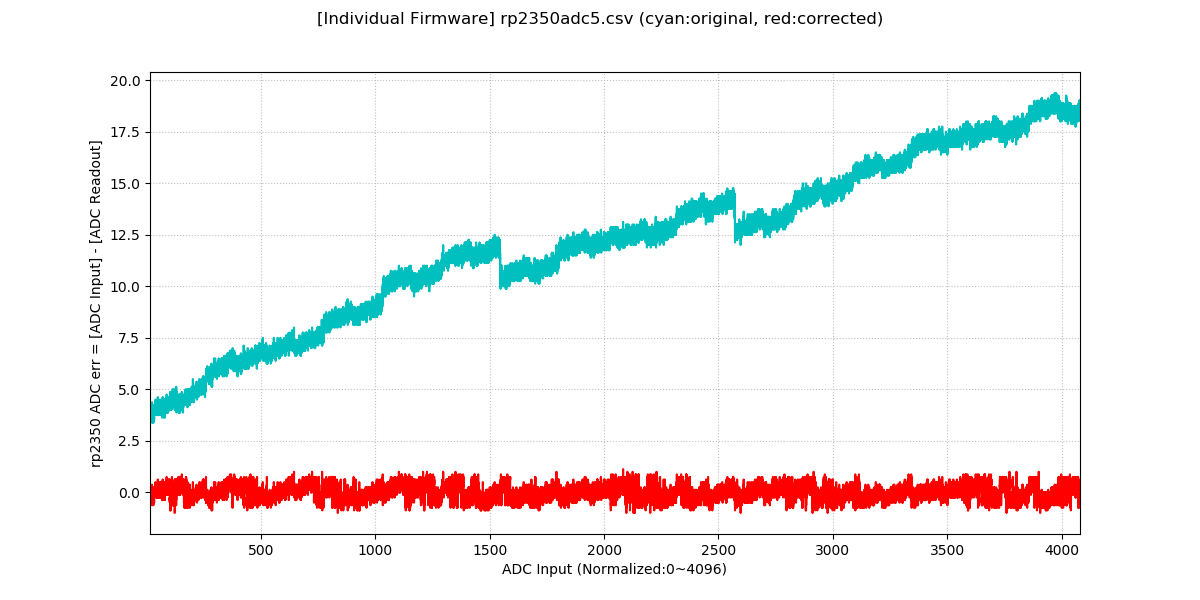 [Individual Firmware] rp2350adc5.csv (cyan:original, red:corrected)
20.0
17.5
15.0
12.5
10.0
7.5
5.0
2.5
0.0
rp2350 ADC err = [ADC Input] - [ADC Readout]
500 1000 1500 2000 2500 3000 3500 4000
ADC Input (Normalized:0~4096)